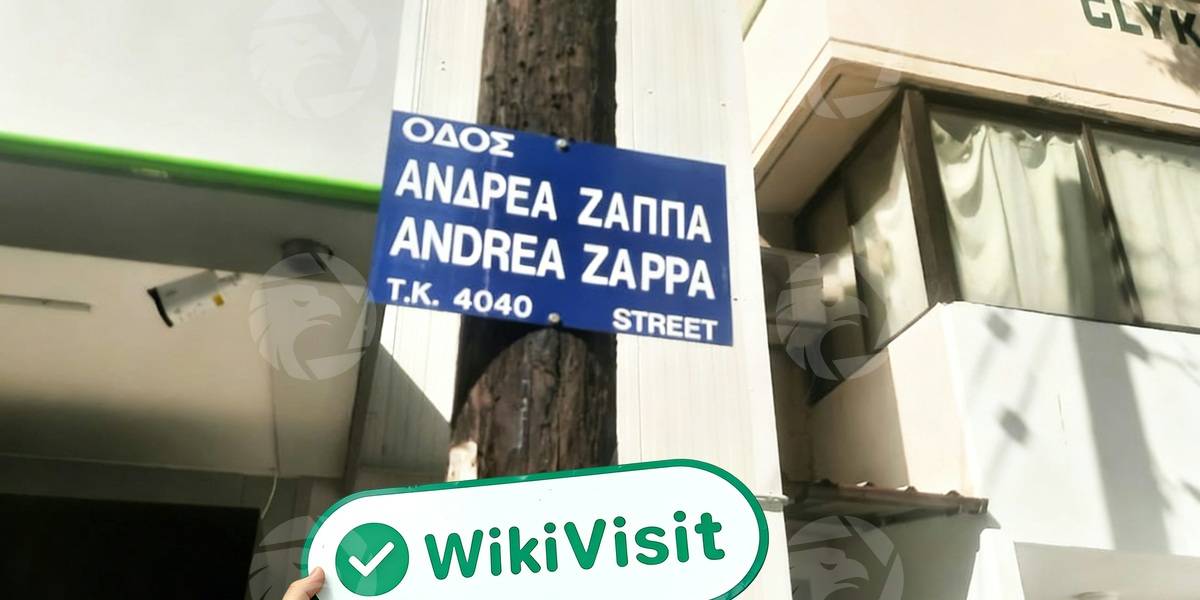 ΟΔΟΣ
ΑΝΔΡΕΑ ΖΑΠΠΑ
ANDREA ZAPPA
T.K. 4040 STREET
GLYK
WikiVisit